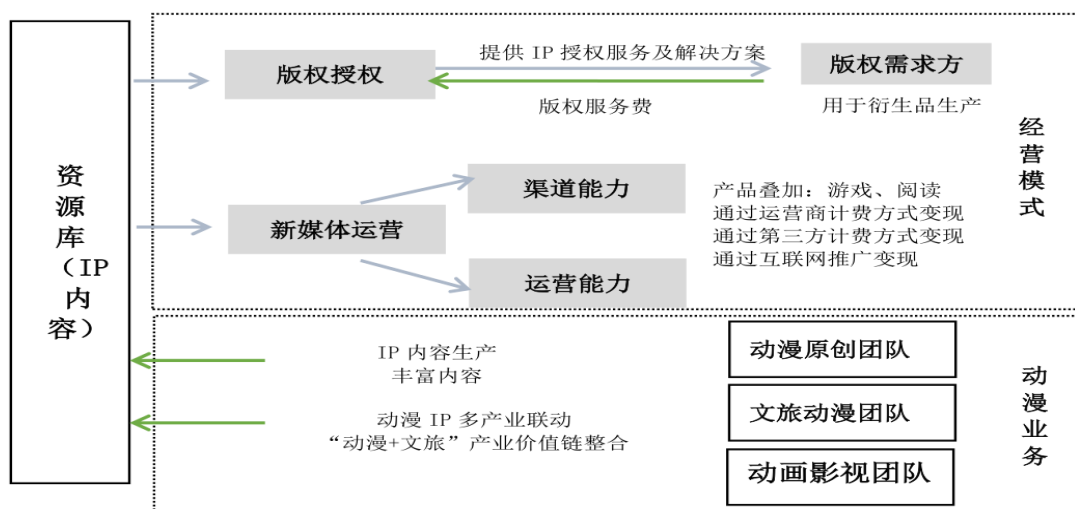 资
源
库
（IP
内
容）
版权授权
提供 IP 授权服务及解决方案
版权服务费
版权需求方
用于衍生品生产
新媒体运营
渠道能力
运营能力
产品叠加：游戏、阅读
通过运营商计费方式变现
通过第三方计费方式变现
通过互联网推广变现
经
营
模
式
IP 内容生产
丰富内容
动漫 IP 多产业联动
“动漫+文旅”产业价值链整合
动漫原创团队
文旅动漫团队
动画影视团队
动
漫
业
务